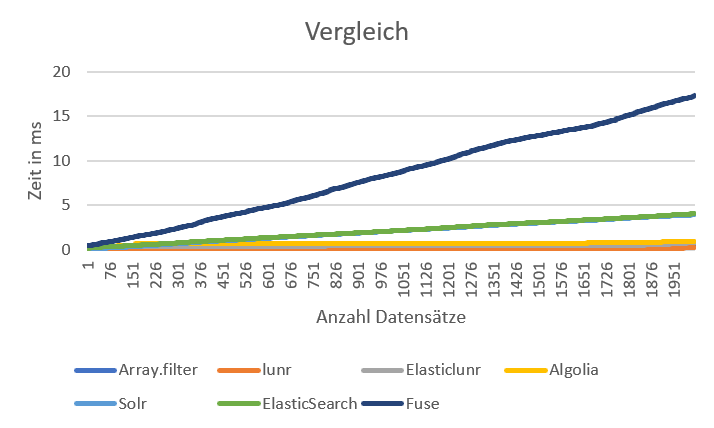 Vergleich
20
15
10
5
0
Zeit in ms
1 76 151 226 301 376 451 526 601 676 751 826 901 976 1051 1126 1201 1276 1351 1426 1501 1576 1651 1726 1801 1876 1951
Anzahl Datensätze
Array.filter lunr Elasticlunr Algolia
Solr ElasticSearch Fuse